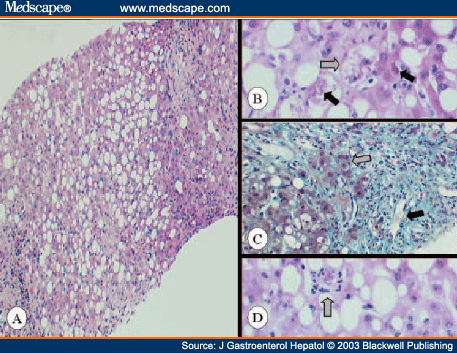 Medscape® www.medscape.com
A
B
C
D
Source: J Gastroenterol Hepatol © 2003 Blackwell Publishing